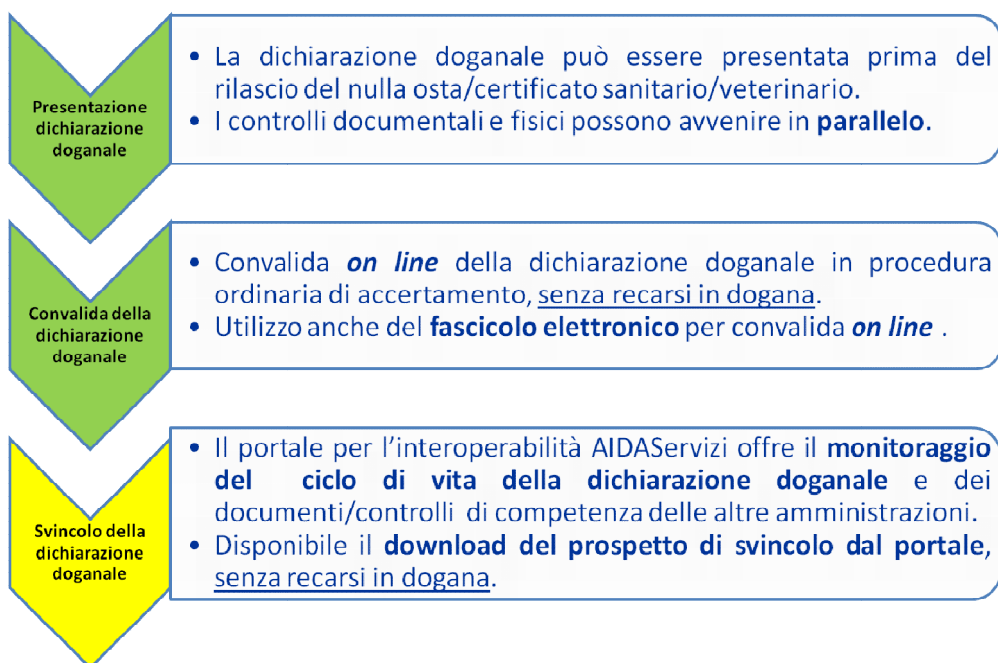 Presentazione
dichiarazione
doganale
• La dichiarazione doganale può essere presentata prima del
rilascio del nulla osta/certificato sanitario/veterinario.
• I controlli documentali e fisici possono avvenire in parallelo.
Convalida della
dichiarazione
doganale
• Convalida on line della dichiarazione doganale in procedura
ordinaria di accertamento, senza recarsi in dogana.
• Utilizzo anche del fascicolo elettronico per convalida on line .
Svincolo della
dichiarazione
doganale
• Il portale per l'interoperabilità AIDAServizi offre il monitoraggio
del ciclo di vita della dichiarazione doganale e dei
documenti/controlli di competenza delle altre amministrazioni.
• Disponibile il download del prospetto di svincolo dal portale,
senza recarsi in dogana.